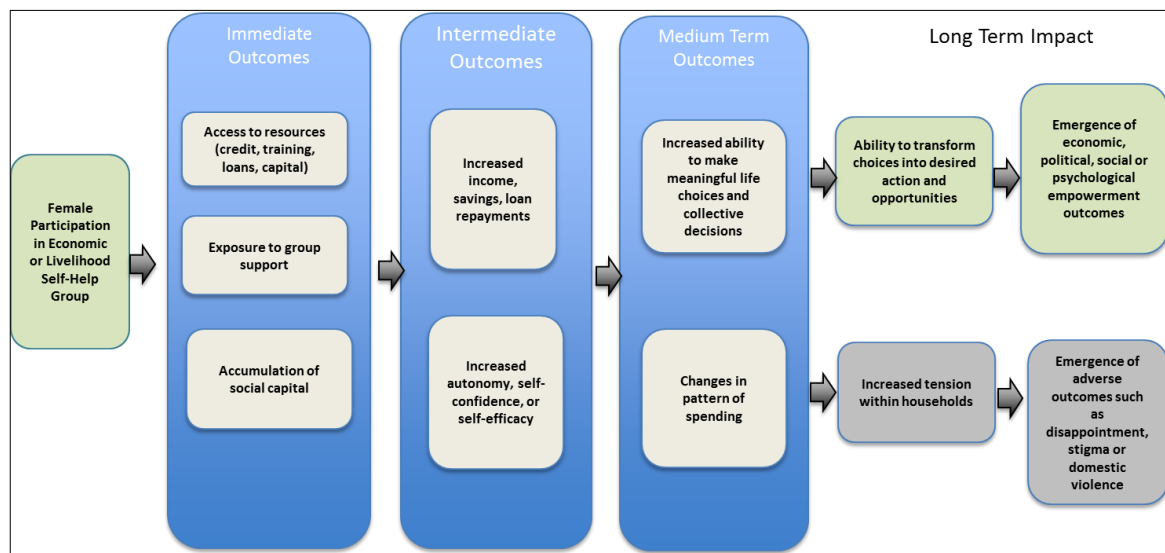 Female
Participation
in Economic
or Livelihood
Self-Help
Group
Immediate
Outcomes
Access to resources
(credit, training,
loans, capital)
Exposure to group
support
Accumulation of
social capital
Intermediate
Outcomes
Increased
income,
savings, loan
repayments
Increased
autonomy, self-
confidence, or
self-efficacy
Medium Term
Outcomes
Increased ability
to make
meaningful life
choices and
collective
decisions
Changes in
pattern of
spending
Long Term Impact
Ability to transform
choices into desired
action and
opportunities
Emergence of
economic,
political, social or
psychological
empowerment
outcomes
Increased tension
within households
Emergence of
adverse
outcomes such
as
disappointment,
stigma or
domestic
violence